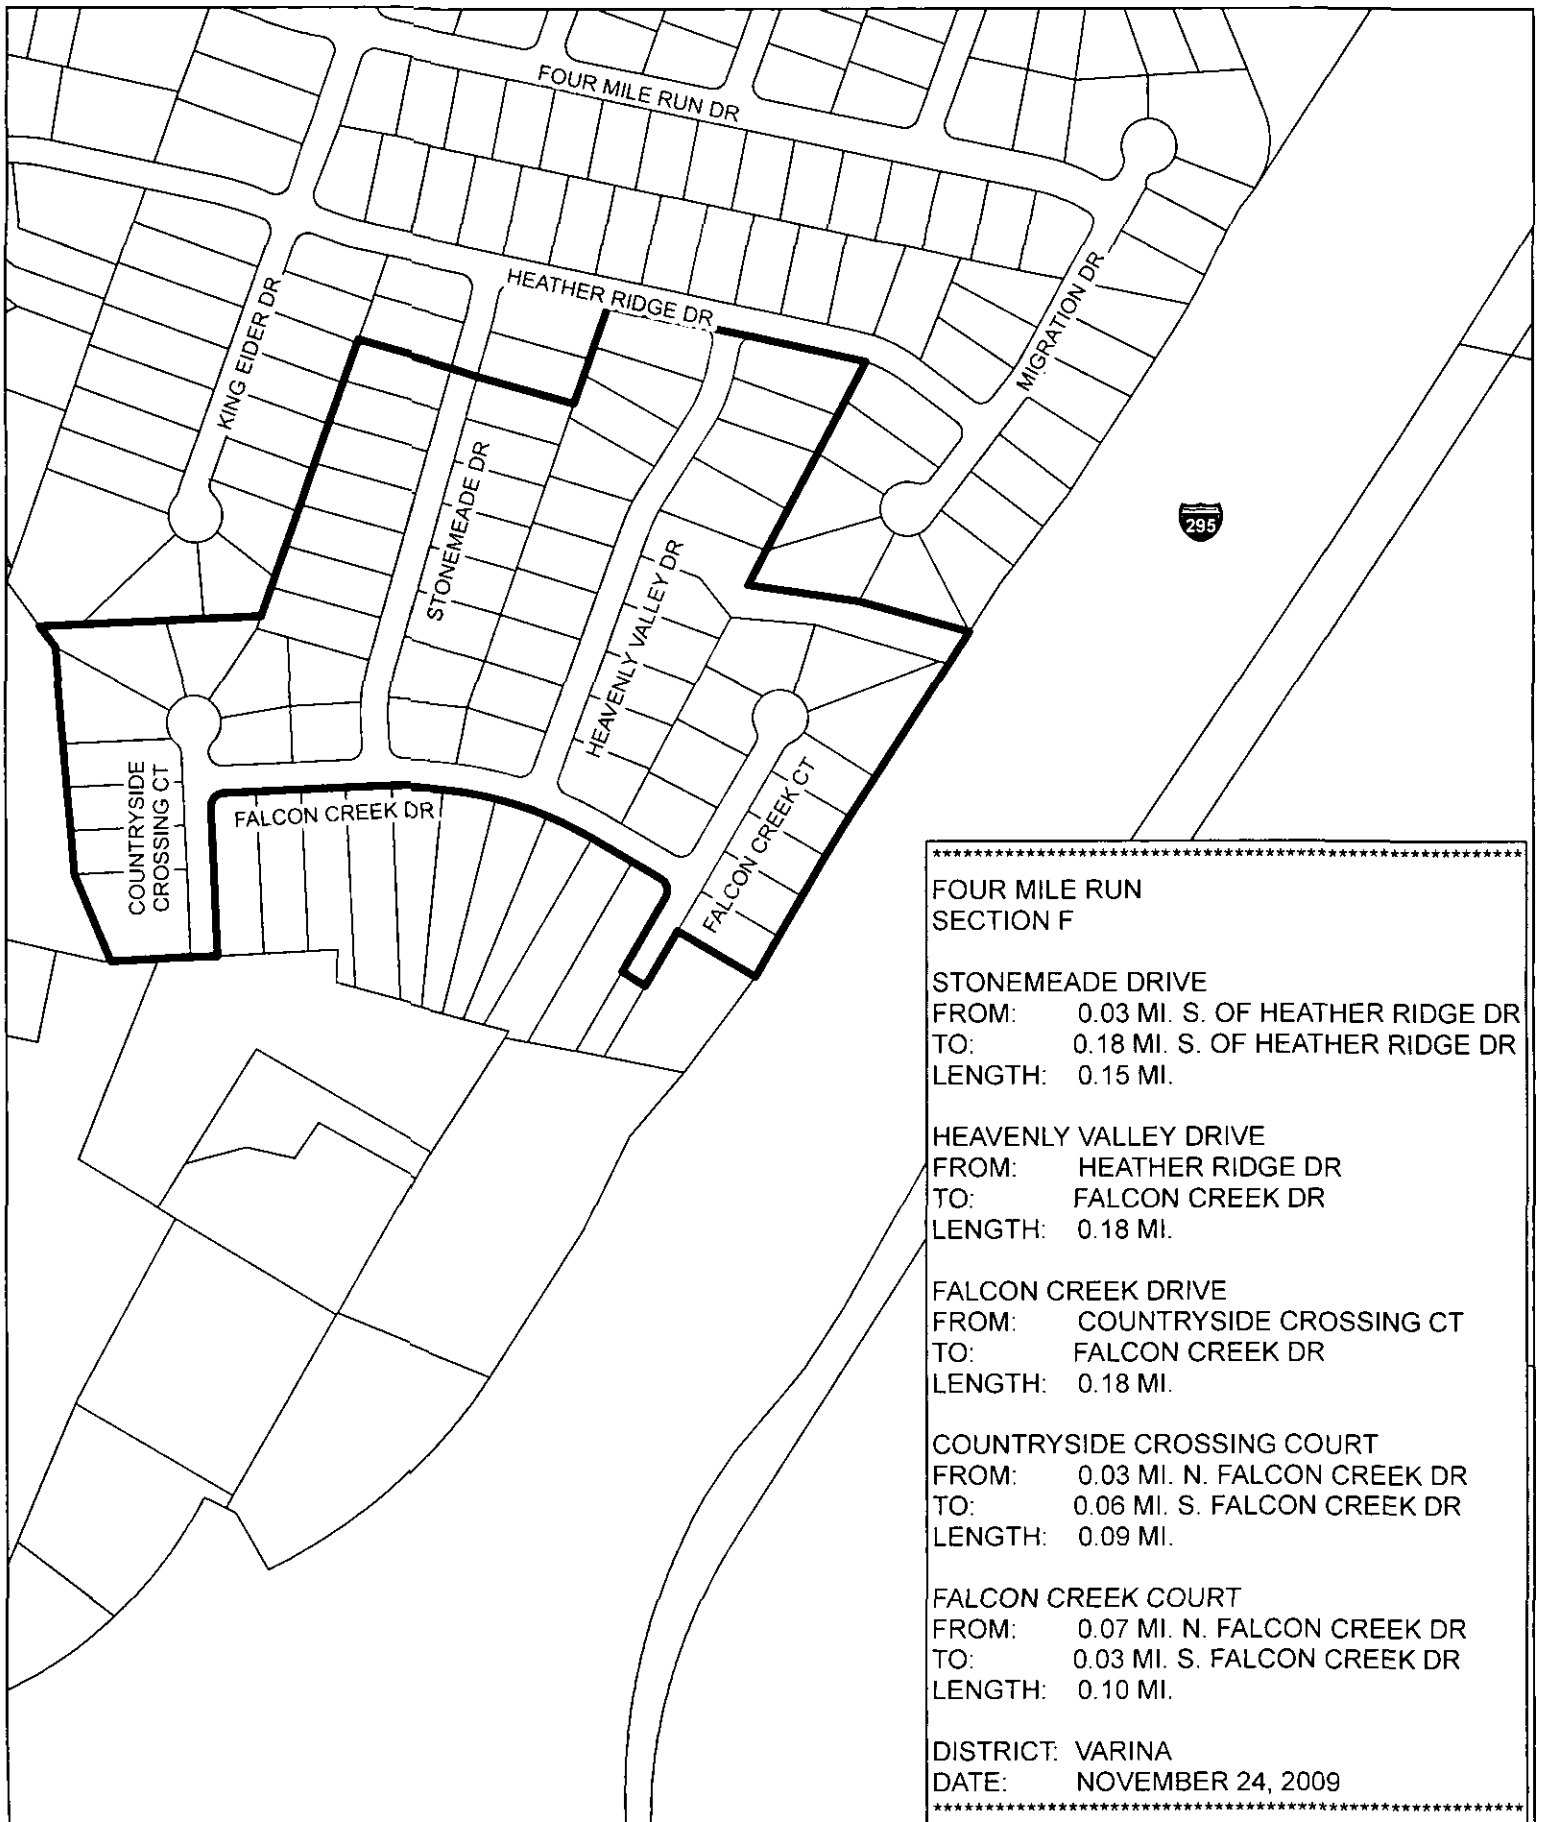 FOUR MILE RUN DR
HEATHER RIDGE DR
KING EIDER DR
MIGRATION DR
STONEMEADE DR
295
HEAVENLY VALLEY DR
COUNTRYSIDE
CROSSING CT
FALCON CREEK DR
FALCON CREEK CT
************************************************************
FOUR MILE RUN
SECTION F
STONEMEADE DRIVE
FROM: 0.03 MI. S. OF HEATHER RIDGE DR
TO: 0.18 MI. S. OF HEATHER RIDGE DR
LENGTH: 0.15 MI.
HEAVENLY VALLEY DRIVE
FROM: HEATHER RIDGE DR
TO: FALCON CREEK DR
LENGTH: 0.18 MI.
FALCON CREEK DRIVE
FROM: COUNTRYSIDE CROSSING CT
TO: FALCON CREEK DR
LENGTH: 0.18 MI.
COUNTRYSIDE CROSSING COURT
FROM: 0.03 MI. N. FALCON CREEK DR
TO: 0.06 MI. S. FALCON CREEK DR
LENGTH: 0.09 MI.
FALCON CREEK COURT
FROM: 0.07 MI. N. FALCON CREEK DR
TO: 0.03 MI. S. FALCON CREEK DR
LENGTH: 0.10 MI.
DISTRICT: VARINA
DATE: NOVEMBER 24, 2009
************************************************************